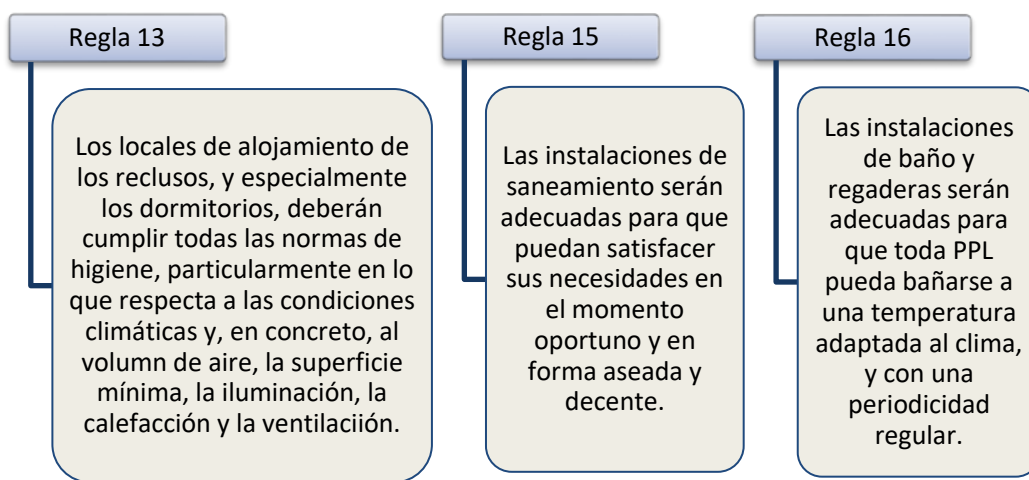 Regla 13
Los locales de alojamiento de
los reclusos, y especialmente
los dormitorios, deberán
cumplir todas las normas de
higiene, particularmente en lo
que respecta a las condiciones
climáticas y, en concreto, al
volumn de aire, la superficie
mínima, la iluminación, la
calefacción y la ventilaciión.
Regla 15
Las instalaciones de
saneamiento serán
adecuadas para que
puedan satisfacer
sus necesidades en
el momento
oportuno y en
forma aseada y
decente.
Regla 16
Las instalaciones
de baño y
regaderas serán
adecuadas para
que toda PPL
pueda bañarse a
una temperatura
adaptada al clima,
y con una
periodicidad
regular.